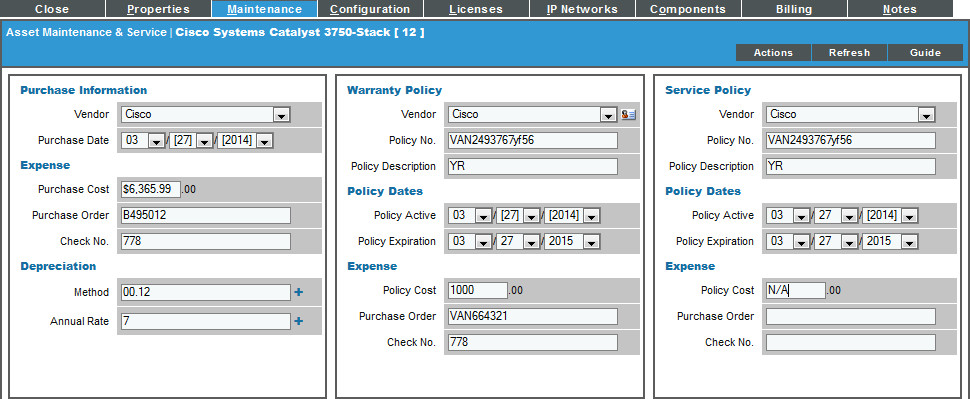 Close Properties Maintenance Configuration Licenses IP Networks Components Billing Notes
Asset Maintenance & Service | Cisco Systems Catalyst 3750-Stack [ 12 ]
Actions Refresh Guide
Purchase Information
Vendor Cisco
Purchase Date 03 / [27] / [2014]
Expense
Purchase Cost $6,365.99 .00
Purchase Order B495012
Check No. 778
Depreciation
Method 00.12 +
Annual Rate 7 +
Warranty Policy
Vendor Cisco
Policy No. VAN2493767yf56
Policy Description YR
Policy Dates
Policy Active 03 / [27] / [2014]
Policy Expiration 03 / 27 / 2015
Expense
Policy Cost 1000 .00
Purchase Order VAN664321
Check No. 778
Service Policy
Vendor Cisco
Policy No. VAN2493767yf56
Policy Description YR
Policy Dates
Policy Active 03 / 27 / [2014]
Policy Expiration 03 / 27 / 2015
Expense
Policy Cost N/A .00
Purchase Order
Check No.